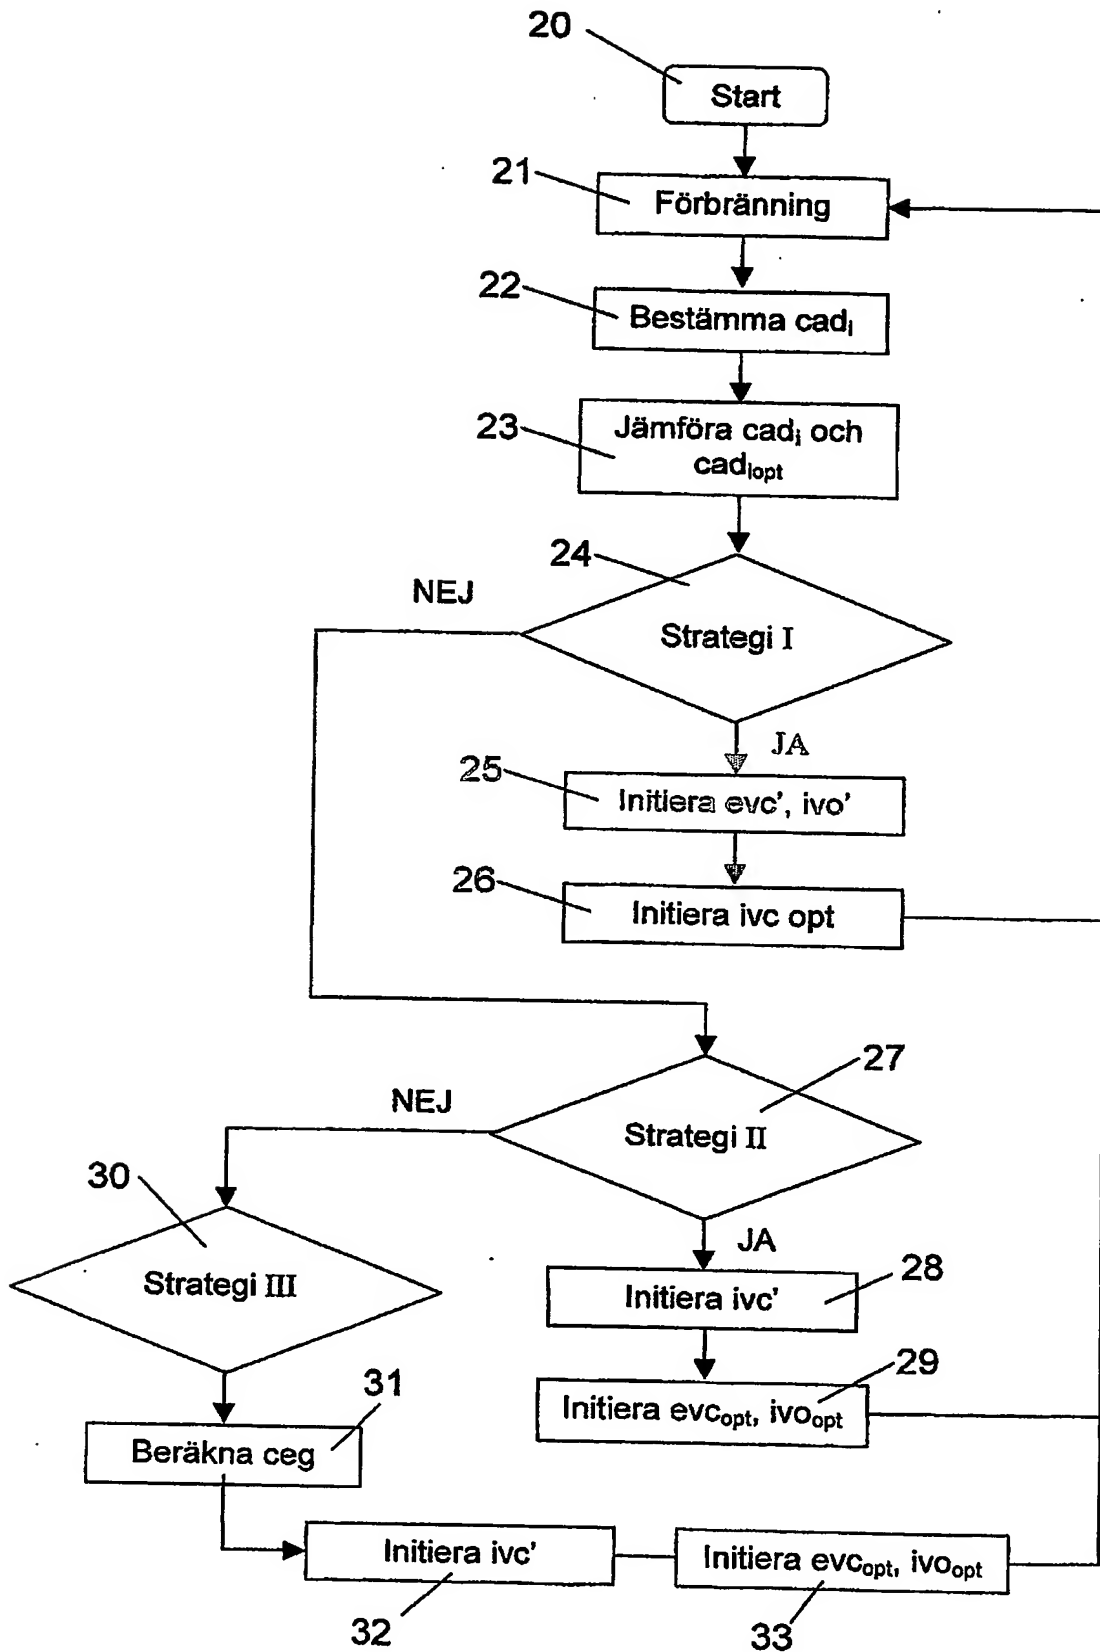 20
Start
21
Förbränning
22
Bestämma cadᵢ
23
Jämföra cadᵢ och
cadᵢₒₚₜ
24
NEJ
Strategi I
JA
25
Initiera evc', ivo'
26
Initiera ivc opt
27
NEJ
Strategi II
30
JA
Strategi III
28
Initiera ivc'
29
31
Initiera evcₒₚₜ, ivoₒₚₜ
Beräkna ceg
Initiera ivc'
Initiera evcₒₚₜ, ivoₒₚₜ
32
33